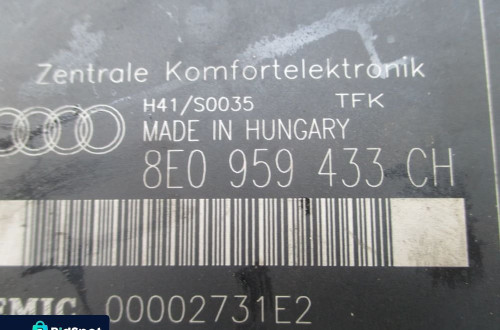 Zentrale Komfortelektronik
H41/S0035 TFK
MADE IN HUNGARY
8E0 959 433 CH
00002731E2